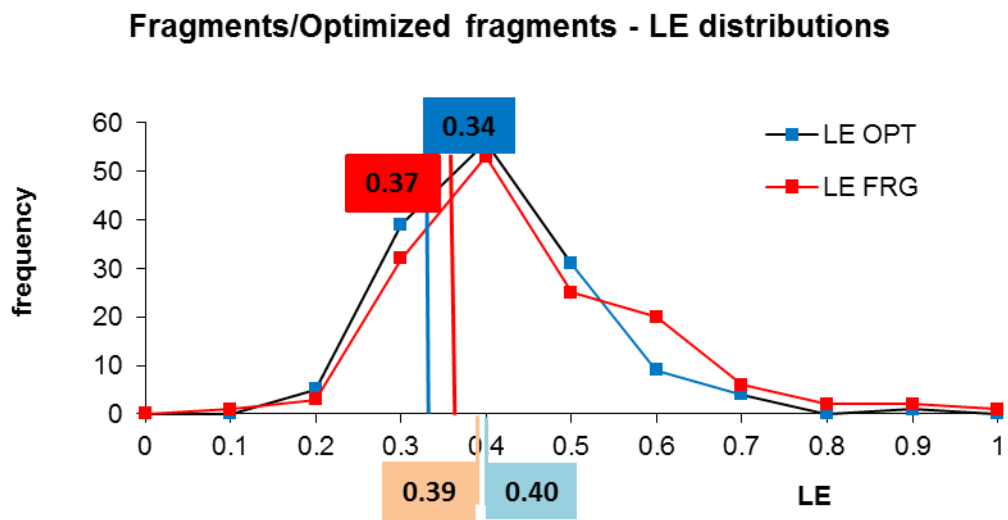 Fragments/Optimized fragments - LE distributions
60
50
40
30
20
10
0
frequency
0.34
0.37
LE OPT
LE FRG
0 0.1 0.2 0.3 0.4 0.5 0.6 0.7 0.8 0.9 1
0.39 0.40 LE